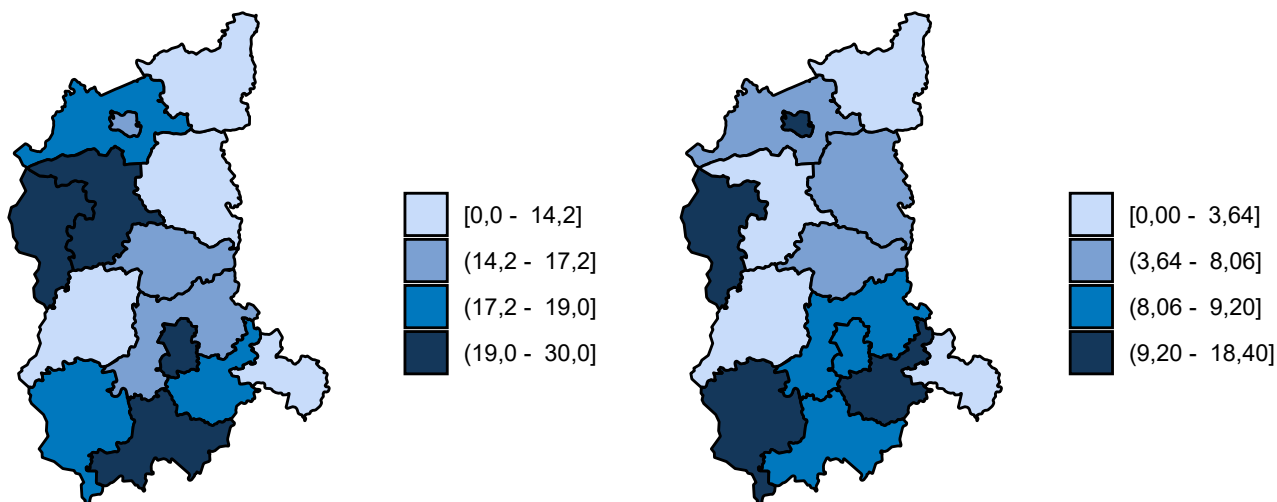 [0,0 - 14,2]
(14,2 - 17,2]
(17,2 - 19,0]
(19,0 - 30,0]
[0,00 - 3,64]
(3,64 - 8,06]
(8,06 - 9,20]
(9,20 - 18,40]